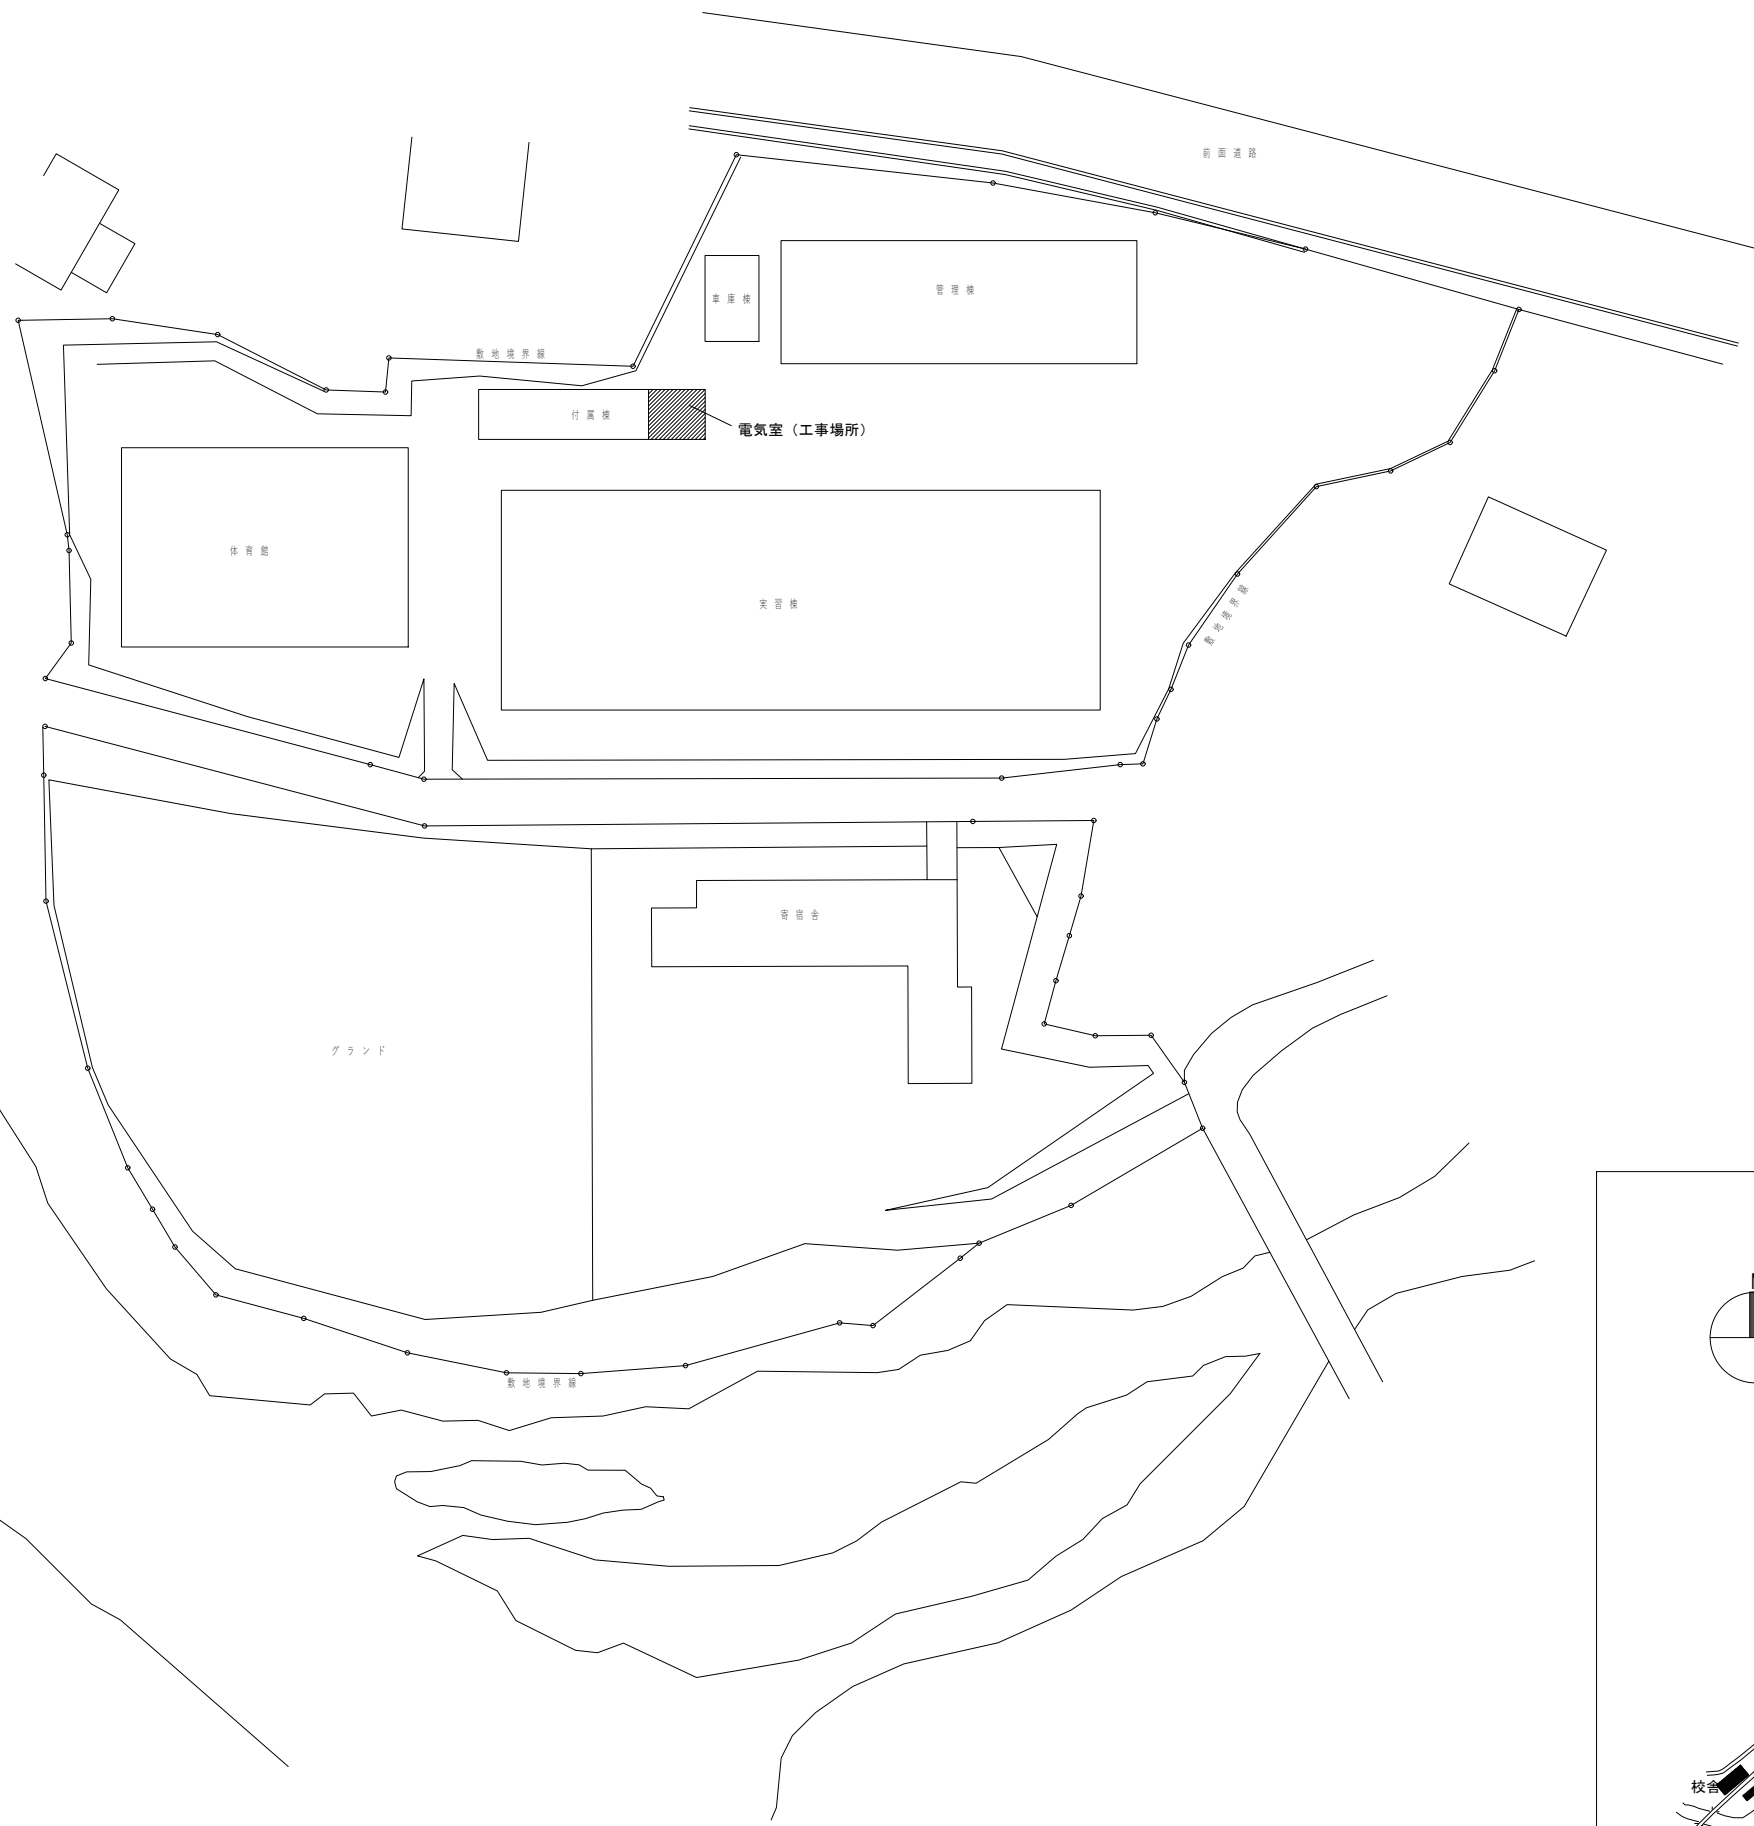 前面道路
管理棟
車庫棟
敷地境界線
付属棟
電気室（工事場所）
体育館
実習棟
敷地境界線
寄宿舎
グランド
敷地境界線
校舎